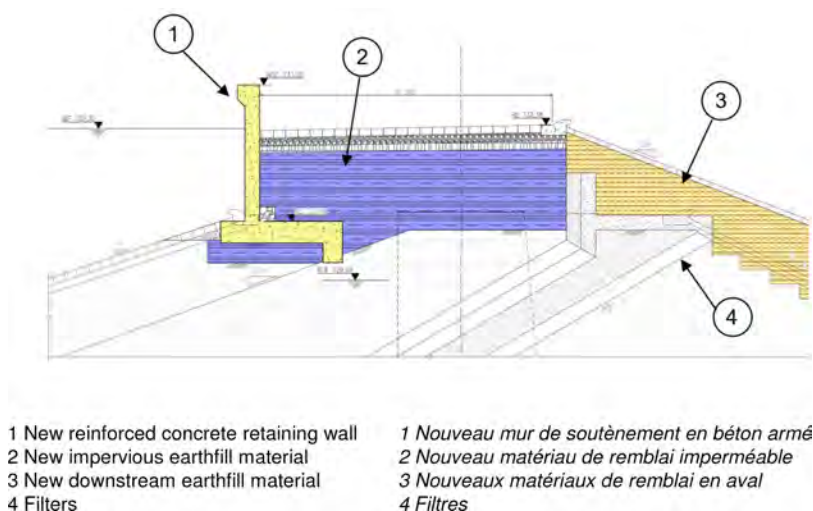 1
2
3
4
1 New reinforced concrete retaining wall
2 New impervious earthfill material
3 New downstream earthfill material
4 Filters
1 Nouveau mur de soutènement en béton armé
2 Nouveau matériau de remblai imperméable
3 Nouveaux matériaux de remblai en aval
4 Filtres